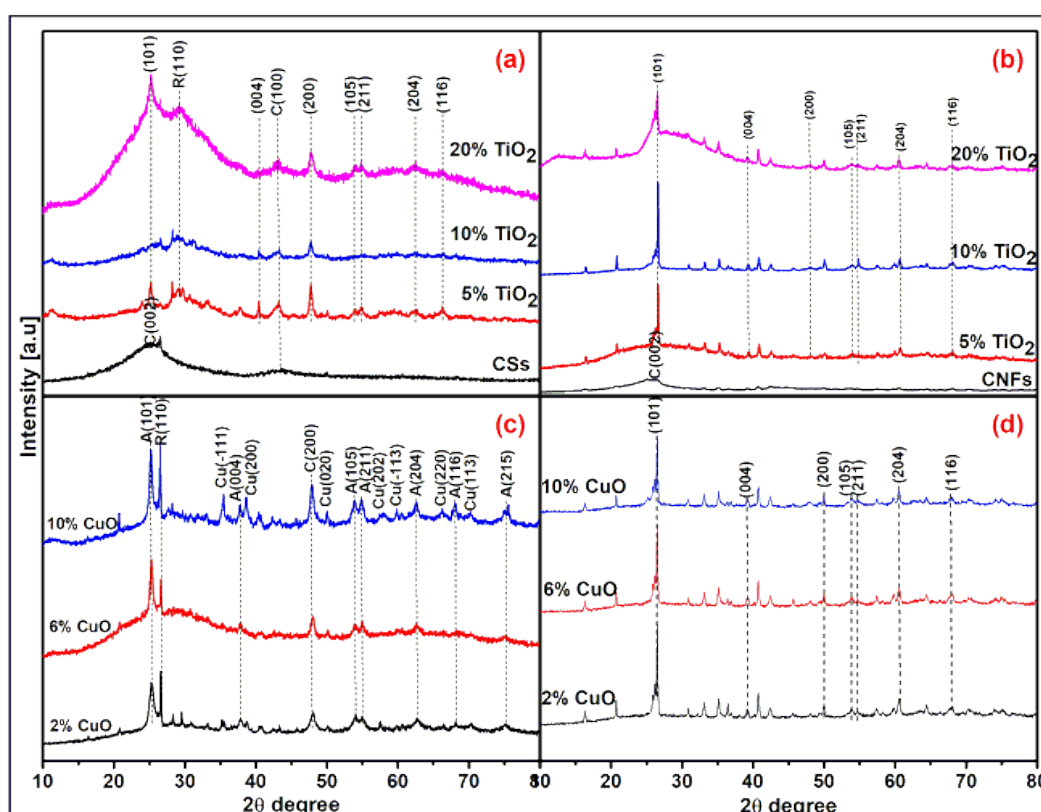 Intensity [a.u]
(a)
(101)
R(110)
(004)
C(100)
(200)
(105)
(211)
(204)
(116)
20% TiO2
10% TiO2
5% TiO2
C(002)
CSs
(b)
(101)
(004)
(200)
(105)
(211)
(204)
(116)
20% TiO2
10% TiO2
5% TiO2
C(002)
CNFs
(c)
A(101)
R(110)
Cu(-111)
A(004)
Cu(200)
C(200)
Cu(020)
A(105)
A(211)
Cu(202)
Cu(-113)
A(204)
Cu(220)
A(116)
Cu(113)
A(215)
10% CuO
6% CuO
2% CuO
10 20 30 40 50 60 70 8
2θ degree
(d)
(101)
(004)
(200)
(105)
(211)
(204)
(116)
10% CuO
6% CuO
2% CuO
10 20 30 40 50 60 70 80
2θ degree